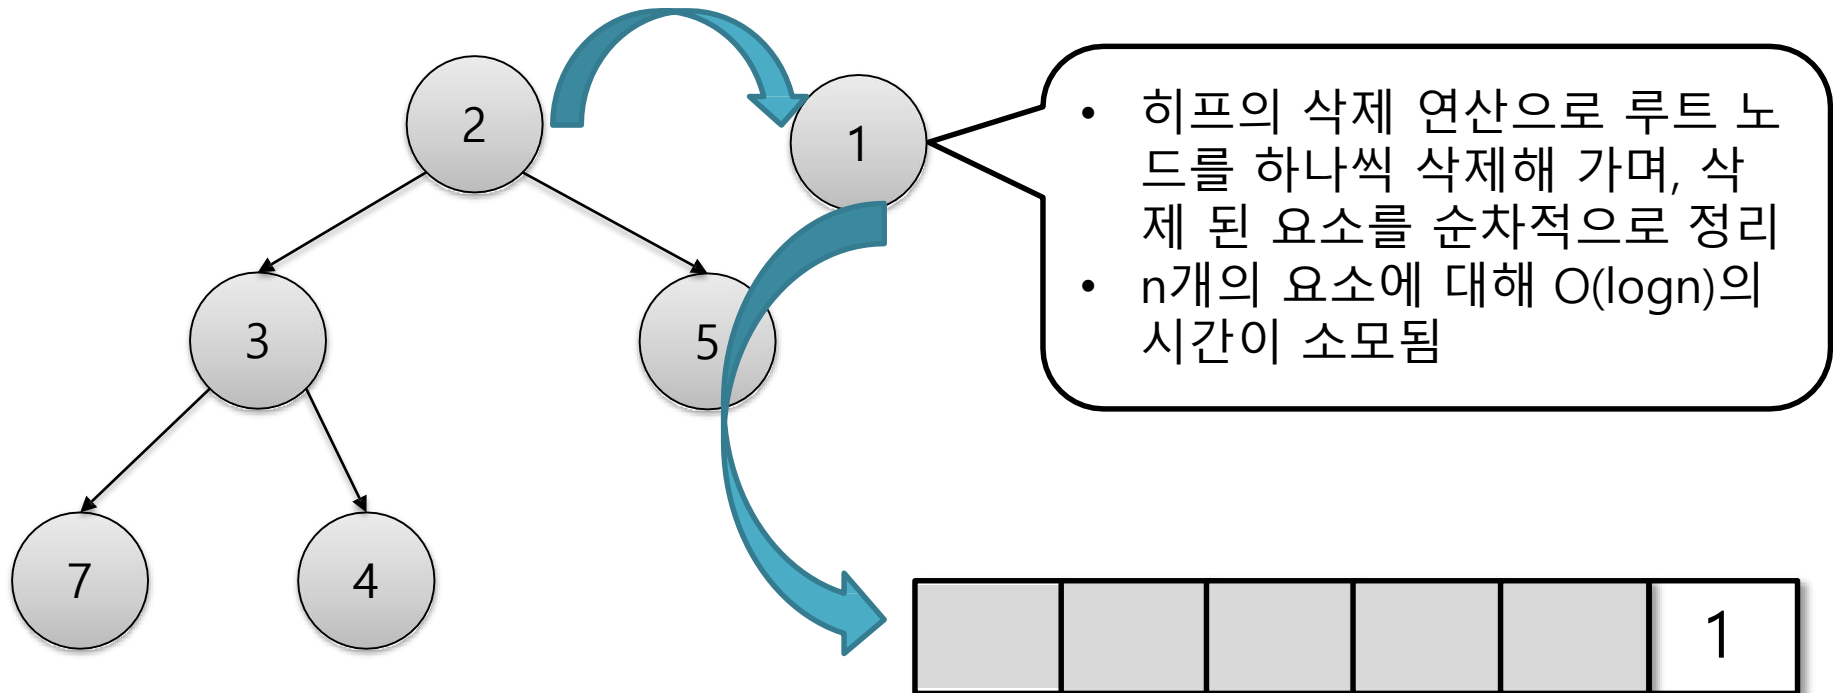 2
1
• 히프의 삭제 연산으로 루트 노
드를 하나씩 삭제해 가며, 삭
제 된 요소를 순차적으로 정리
• n개의 요소에 대해 O(logn)의
시간이 소모됨
3
5
7
4
1